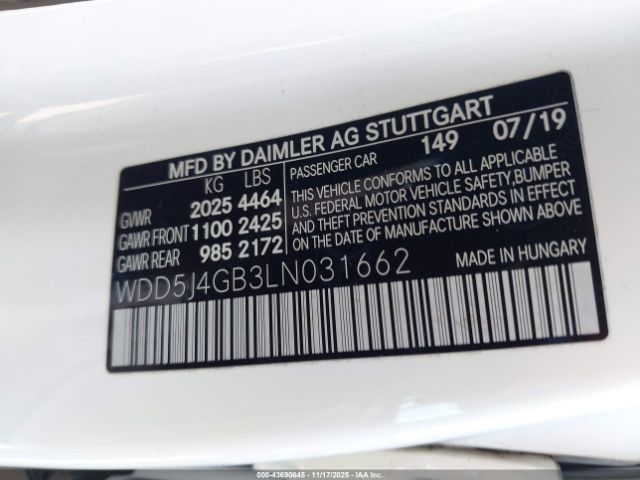 MFD BY DAIMLER AG STUTTGART
KG LBS
GVWR 2025 4464
GAWR FRONT 1100 2425
GAWR REAR 985 2172
PASSENGER CAR 149 07/19
THIS VEHICLE CONFORMS TO ALL APPLICABLE
U.S. FEDERAL MOTOR VEHICLE SAFETY,BUMPER
AND THEFT PREVENTION STANDARDS IN EFFECT
ON THE DATE OF MANUFACTURE SHOWN ABOVE
MADE IN HUNGARY
WDD5J4GB3LN031662
© 43690645 - 11/17/2025 - IAA Inc.